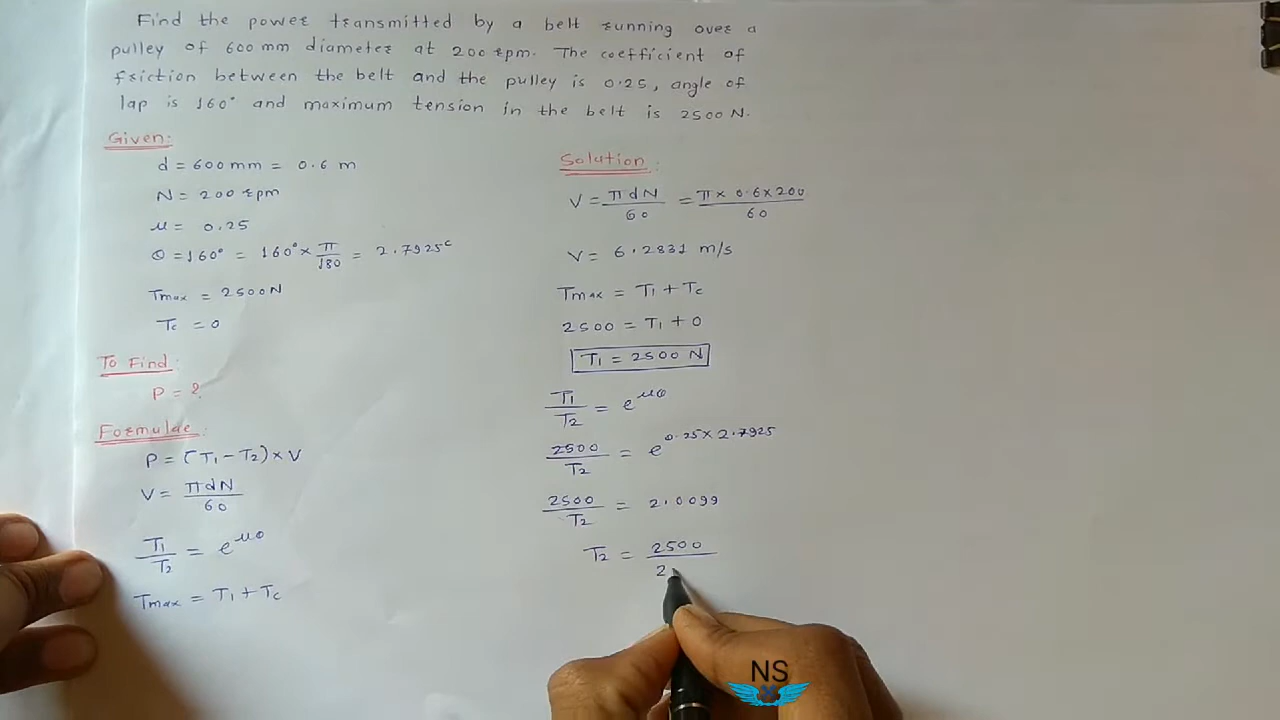 Find the power transmitted by a belt running over a
pulley of 600 mm diameter at 200 rpm. The coefficient of
friction between the belt and the pulley is 0.25, angle of
lap is 160° and maximum tension in the belt is 2500 N.
Given:
d = 600 mm = 0.6 m
N = 200 rpm
μ = 0.25
θ = 160° = 160° × π/180 = 2.7925ᶜ
Tmax = 2500N
Tc = 0
To Find:
P = ?
Formulae:
P = (T₁ - T₂) × V
V = πdN/60
T₁/T₂ = e^μθ
Tmax = T₁ + Tc
Solution:
V = πdN/60 = π × 0.6 × 200/60
V = 6.2831 m/s
Tmax = T₁ + Tc
2500 = T₁ + 0
T₁ = 2500 N
T₁/T₂ = e^μθ
2500/T₂ = e^0.25 × 2.7925
2500/T₂ = 2.0099
T₂ = 2500/2.
NS